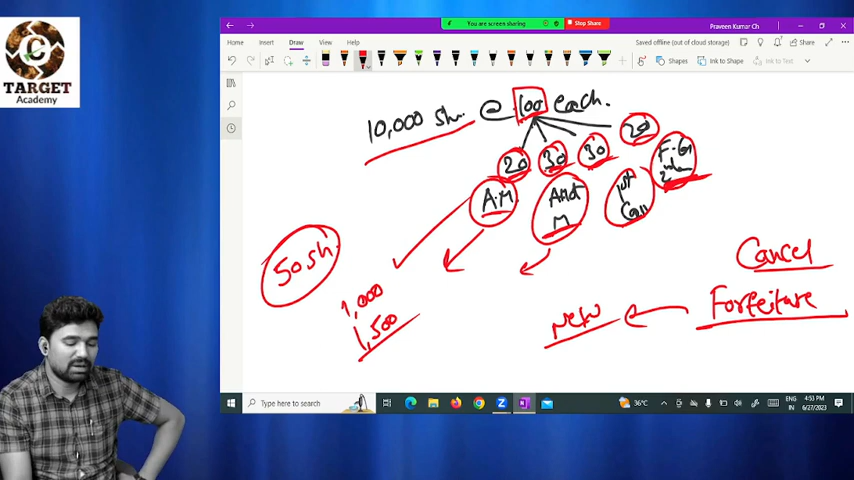 TARGET
Academy
You are screen sharing
Stop Share
Praveen Kumar Ch
Home Insert Draw View Help
Saved offline (out of cloud storage)
Share
Shapes
Ink to Shape
Ink to Text
10,000 sh. @ 100 each.
20 30 30 20
A.M Allot M 1st Call
50 sh.
1,000
1,500
Cancel
New Forfeiture
Type here to search
36°C
ENG
IN
4:53 PM
6/27/2023